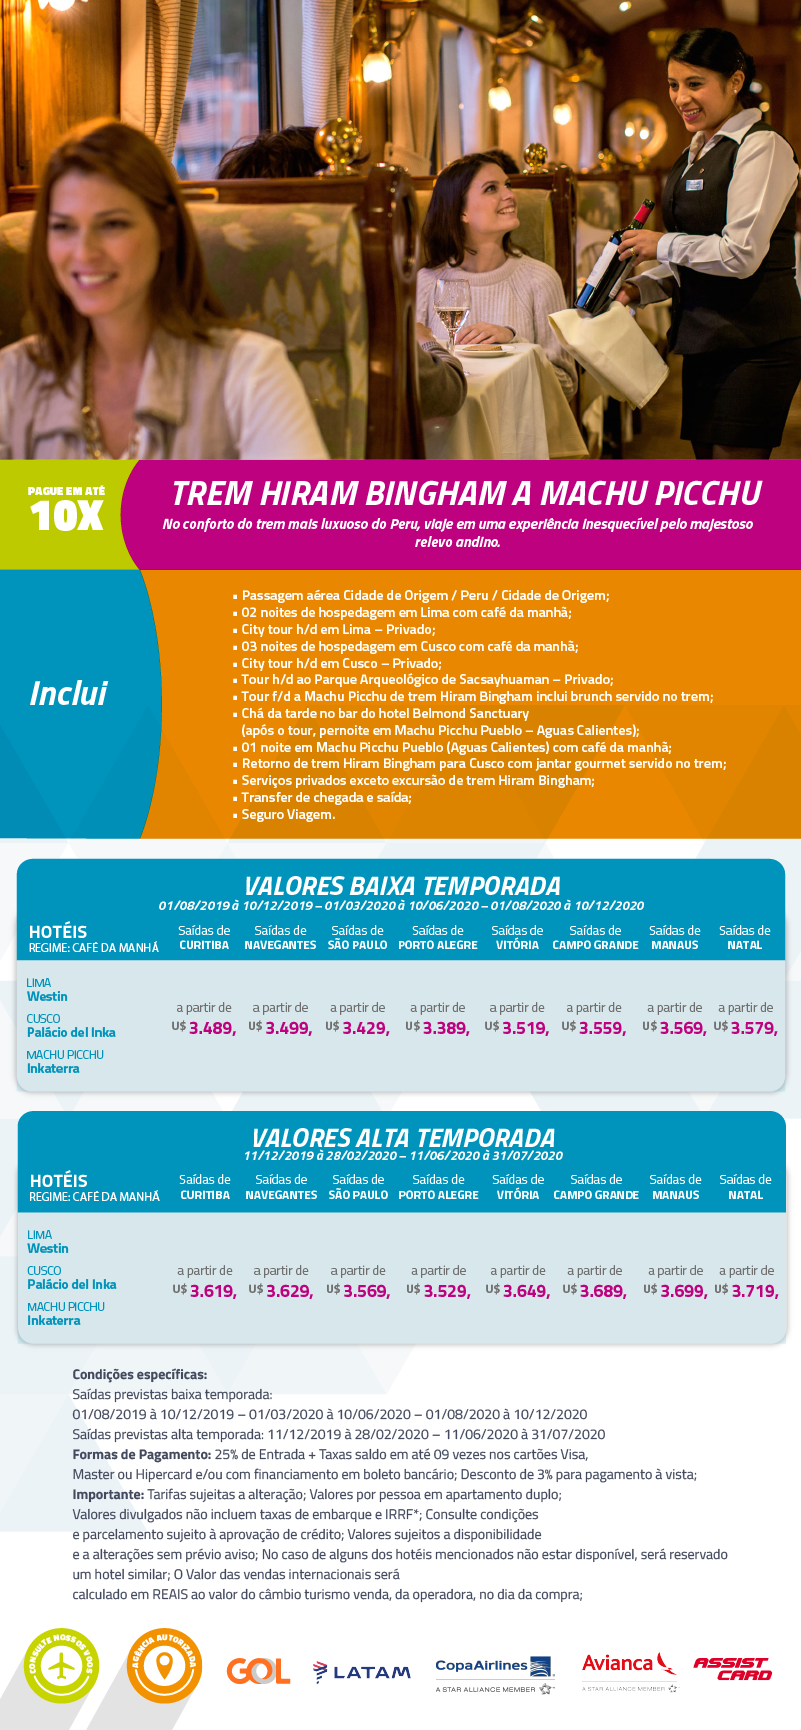 PAGUE EM ATÉ
10X
TREM HIRAM BINGHAM A MACHU PICCHU
No conforto do trem mais luxuoso do Peru, viaje em uma experiência inesquecível pelo majestoso
relevo andino.
Inclui
• Passagem aérea Cidade de Origem / Peru / Cidade de Origem;
• 02 noites de hospedagem em Lima com café da manhã;
• City tour h/d em Lima – Privado;
• 03 noites de hospedagem em Cusco com café da manhã;
• City tour h/d em Cusco – Privado;
• Tour h/d ao Parque Arqueológico de Sacsayhuaman – Privado;
• Tour f/d a Machu Picchu de trem Hiram Bingham inclui brunch servido no trem;
• Chá da tarde no bar do hotel Belmond Sanctuary
(após o tour, pernoite em Machu Picchu Pueblo – Aguas Calientes);
• 01 noite em Machu Picchu Pueblo (Aguas Calientes) com café da manhã;
• Retorno de trem Hiram Bingham para Cusco com jantar gourmet servido no trem;
• Serviços privados exceto excursão de trem Hiram Bingham;
• Transfer de chegada e saída;
• Seguro Viagem.
VALORES BAIXA TEMPORADA
01/08/2019 à 10/12/2019 – 01/03/2020 à 10/06/2020 – 01/08/2020 à 10/12/2020
HOTÉIS Saídas de Saídas de Saídas de Saídas de Saídas de Saídas de Saídas de Saídas de
REGIME: CAFÉ DA MANHÃ CURITIBA NAVEGANTES SÃO PAULO PORTO ALEGRE VITÓRIA CAMPO GRANDE MANAUS NATAL
LIMA
Westin
a partir de a partir de a partir de a partir de a partir de a partir de a partir de a partir de
CUSCO
U$ 3.489, U$ 3.499, U$ 3.429, U$ 3.389, U$ 3.519, U$ 3.559, U$ 3.569, U$ 3.579,
Palácio del Inka
MACHU PICCHU
Inkaterra
VALORES ALTA TEMPORADA
11/12/2019 à 28/02/2020 – 11/06/2020 à 31/07/2020
HOTÉIS Saídas de Saídas de Saídas de Saídas de Saídas de Saídas de Saídas de Saídas de
REGIME: CAFÉ DA MANHÃ CURITIBA NAVEGANTES SÃO PAULO PORTO ALEGRE VITÓRIA CAMPO GRANDE MANAUS NATAL
LIMA
Westin
CUSCO a partir de a partir de a partir de a partir de a partir de a partir de a partir de a partir de
Palácio del Inka
U$ 3.619, U$ 3.629, U$ 3.569, U$ 3.529, U$ 3.649, U$ 3.689, U$ 3.699, U$ 3.719,
MACHU PICCHU
Inkaterra
Condições específicas:
Saídas previstas baixa temporada:
01/08/2019 à 10/12/2019 – 01/03/2020 à 10/06/2020 – 01/08/2020 à 10/12/2020
Saídas previstas alta temporada: 11/12/2019 à 28/02/2020 – 11/06/2020 à 31/07/2020
Formas de Pagamento: 25% de Entrada + Taxas saldo em até 09 vezes nos cartões Visa,
Master ou Hipercard e/ou com financiamento em boleto bancário; Desconto de 3% para pagamento à vista;
Importante: Tarifas sujeitas a alteração; Valores por pessoa em apartamento duplo;
Valores divulgados não incluem taxas de embarque e IRRF*; Consulte condições
e parcelamento sujeito à aprovação de crédito; Valores sujeitos a disponibilidade
e a alterações sem prévio aviso; No caso de alguns dos hotéis mencionados não estar disponível, será reservado
um hotel similar; O Valor das vendas internacionais será
calculado em REAIS ao valor do câmbio turismo venda, da operadora, no dia da compra;
CONSULTE NOSSOS VOOS
AGÊNCIA AUTORIZADA
GOL
LATAM
CopaAirlines
A STAR ALLIANCE MEMBER
Avianca
A STAR ALLIANCE MEMBER
ASSIST
CARD